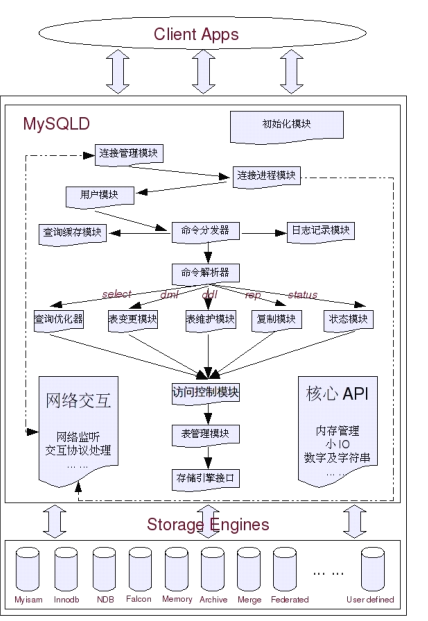 Client Apps
MySQLD
初始化模块
连接管理模块
连接进程模块
用户模块
查询缓存模块
命令分发器
日志记录模块
命令解析器
select dml ddl rep status
查询优化器
表变更模块
表维护模块
复制模块
状态模块
网络交互
网络监听
交互协议处理
... ...
访问控制模块
表管理模块
存储引擎接口
核心 API
内存管理
小 IO
数字及字符串
... ...
Storage Engines
Myisam Innodb NDB Falcon Memory Archive Merge Federated ... ... User defined